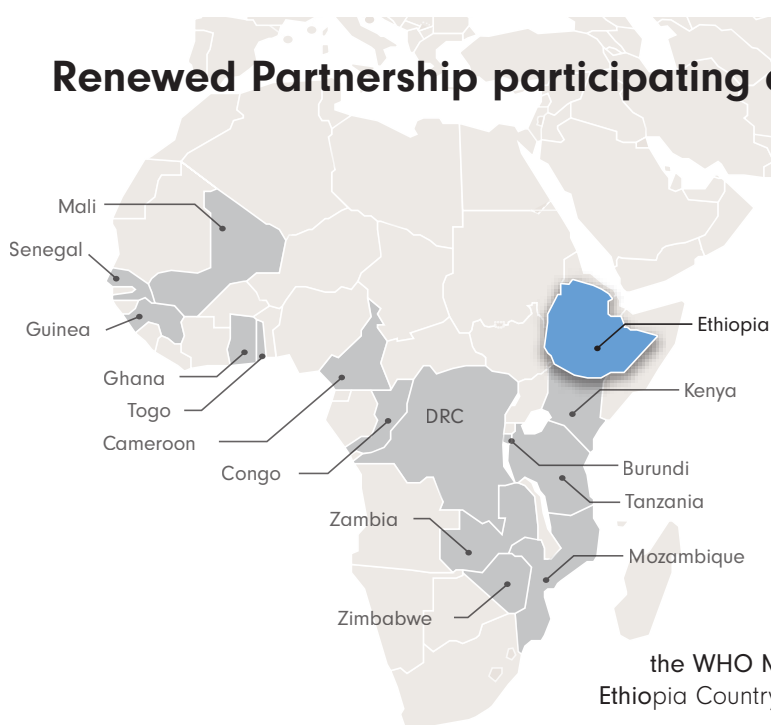 Renewed Partnership participating
Mali
Senegal
Guinea
Ghana
Togo
Cameroon
Congo
DRC
Ethiopia
Kenya
Burundi
Tanzania
Zambia
Mozambique
Zimbabwe
the WHO
Ethiopia Country